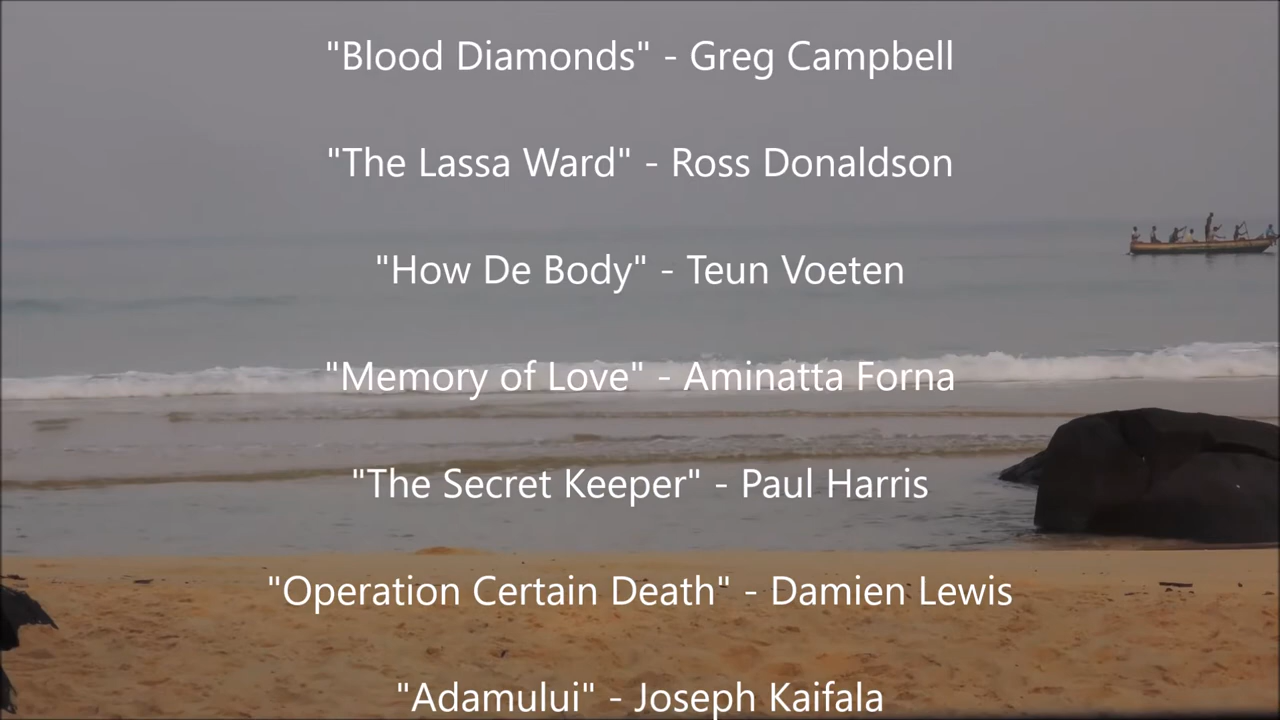 "Blood Diamonds" - Greg Campbell
"The Lassa Ward" - Ross Donaldson
"How De Body" - Teun Voeten
"Memory of Love" - Aminatta Forna
"The Secret Keeper" - Paul Harris
"Operation Certain Death" - Damien Lewis
"Adamului" - Joseph Kaifala